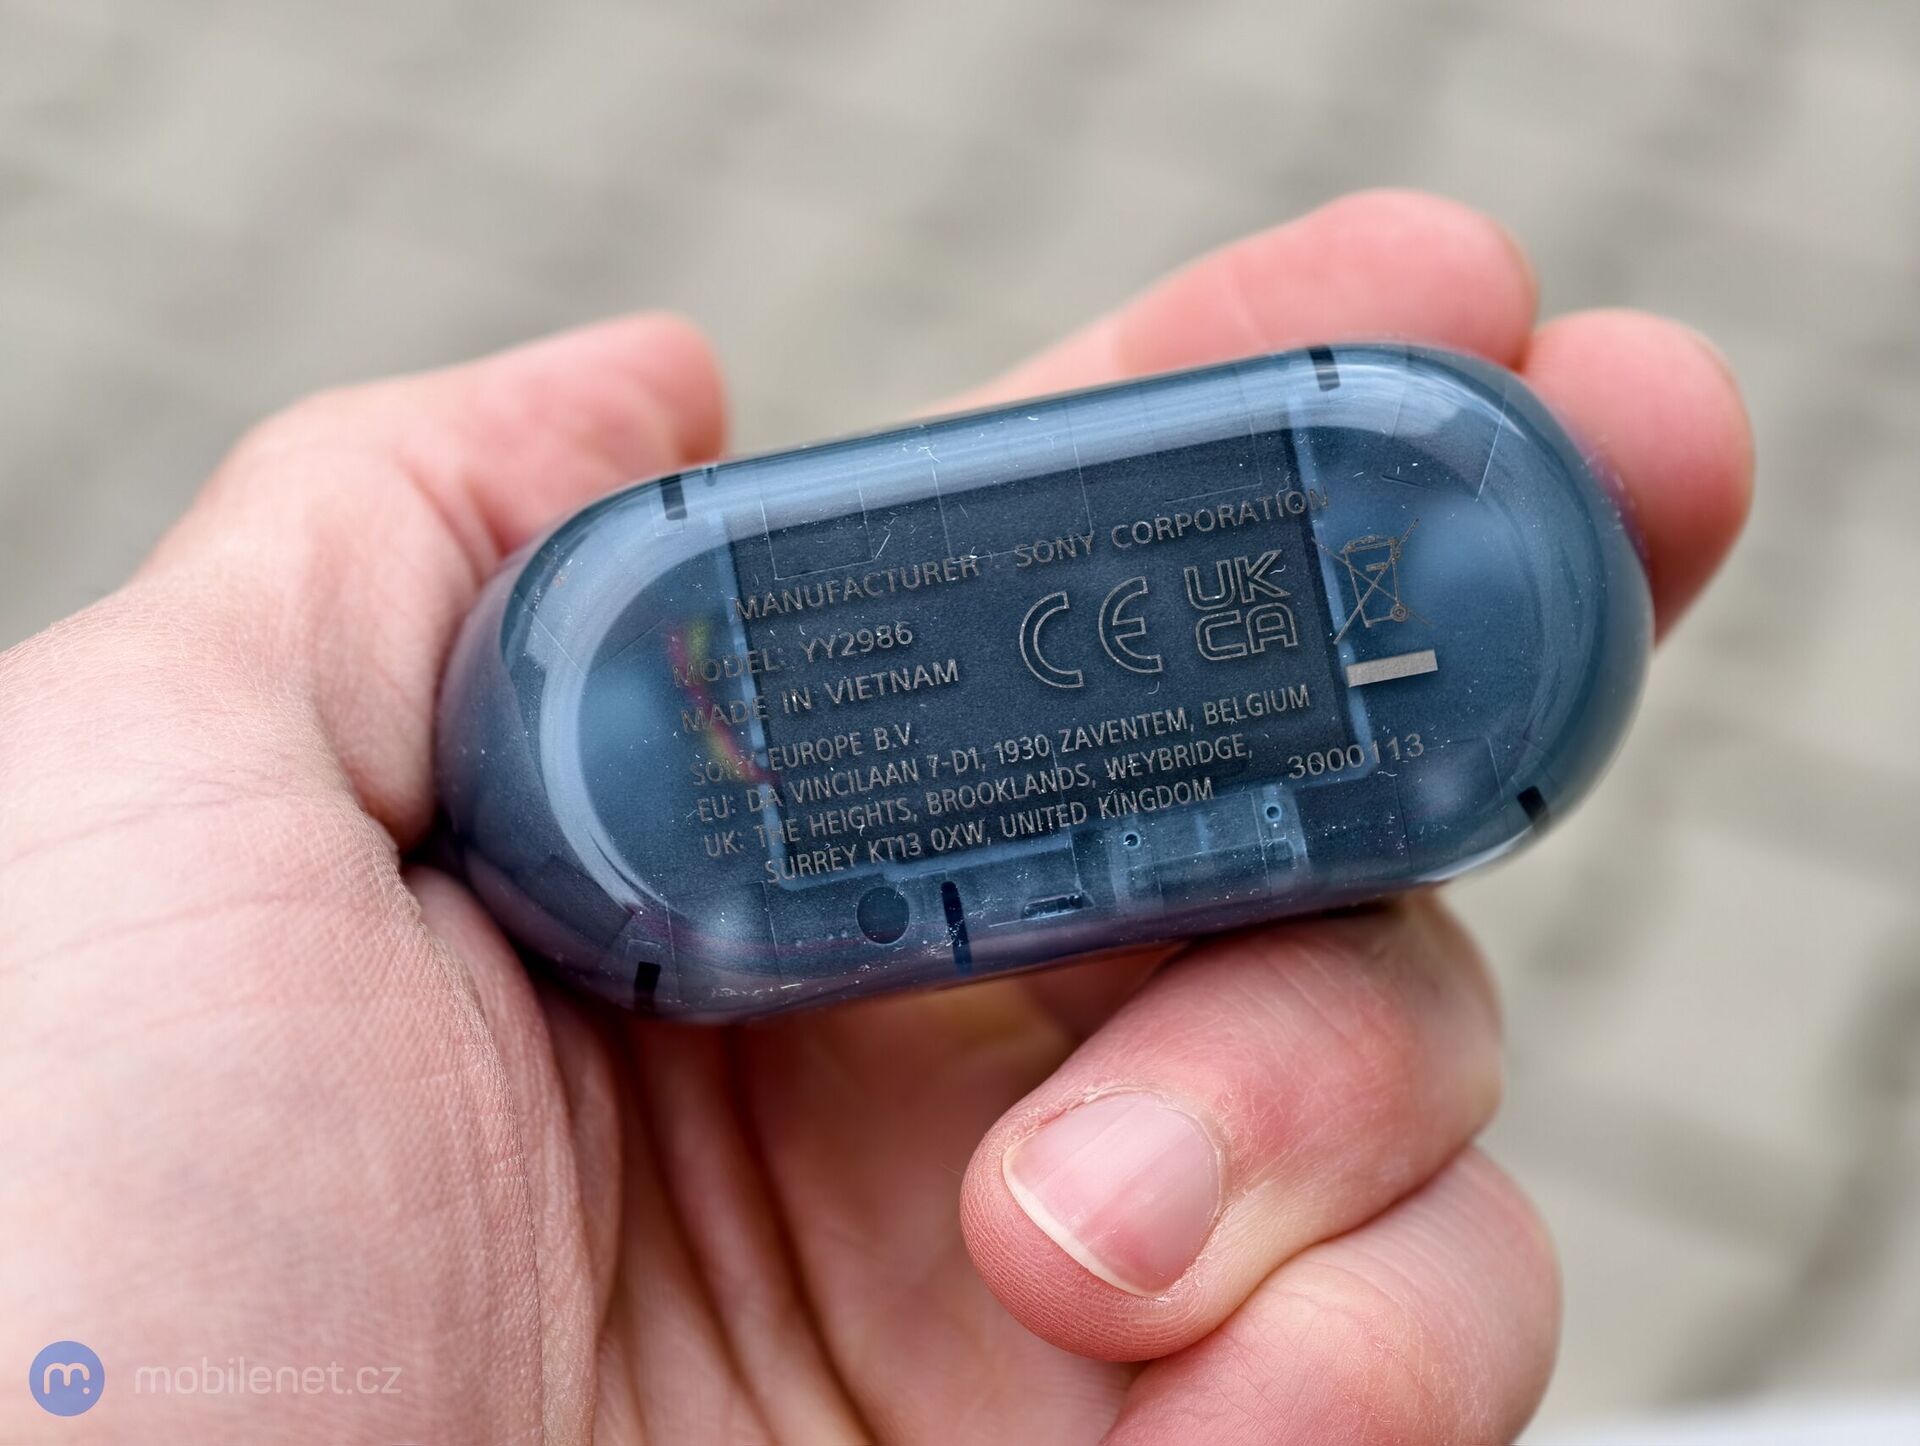 MANUFACTURER : SONY CORPORATION
MODEL: YY2986
MADE IN VIETNAM
CE UK CA
SONY EUROPE B.V.
EU: DA VINCILAAN 7-D1, 1930 ZAVENTEM, BELGIUM
UK: THE HEIGHTS, BROOKLANDS, WEYBRIDGE,
SURREY KT13 0XW, UNITED KINGDOM
3000113
m. mobilenet.cz